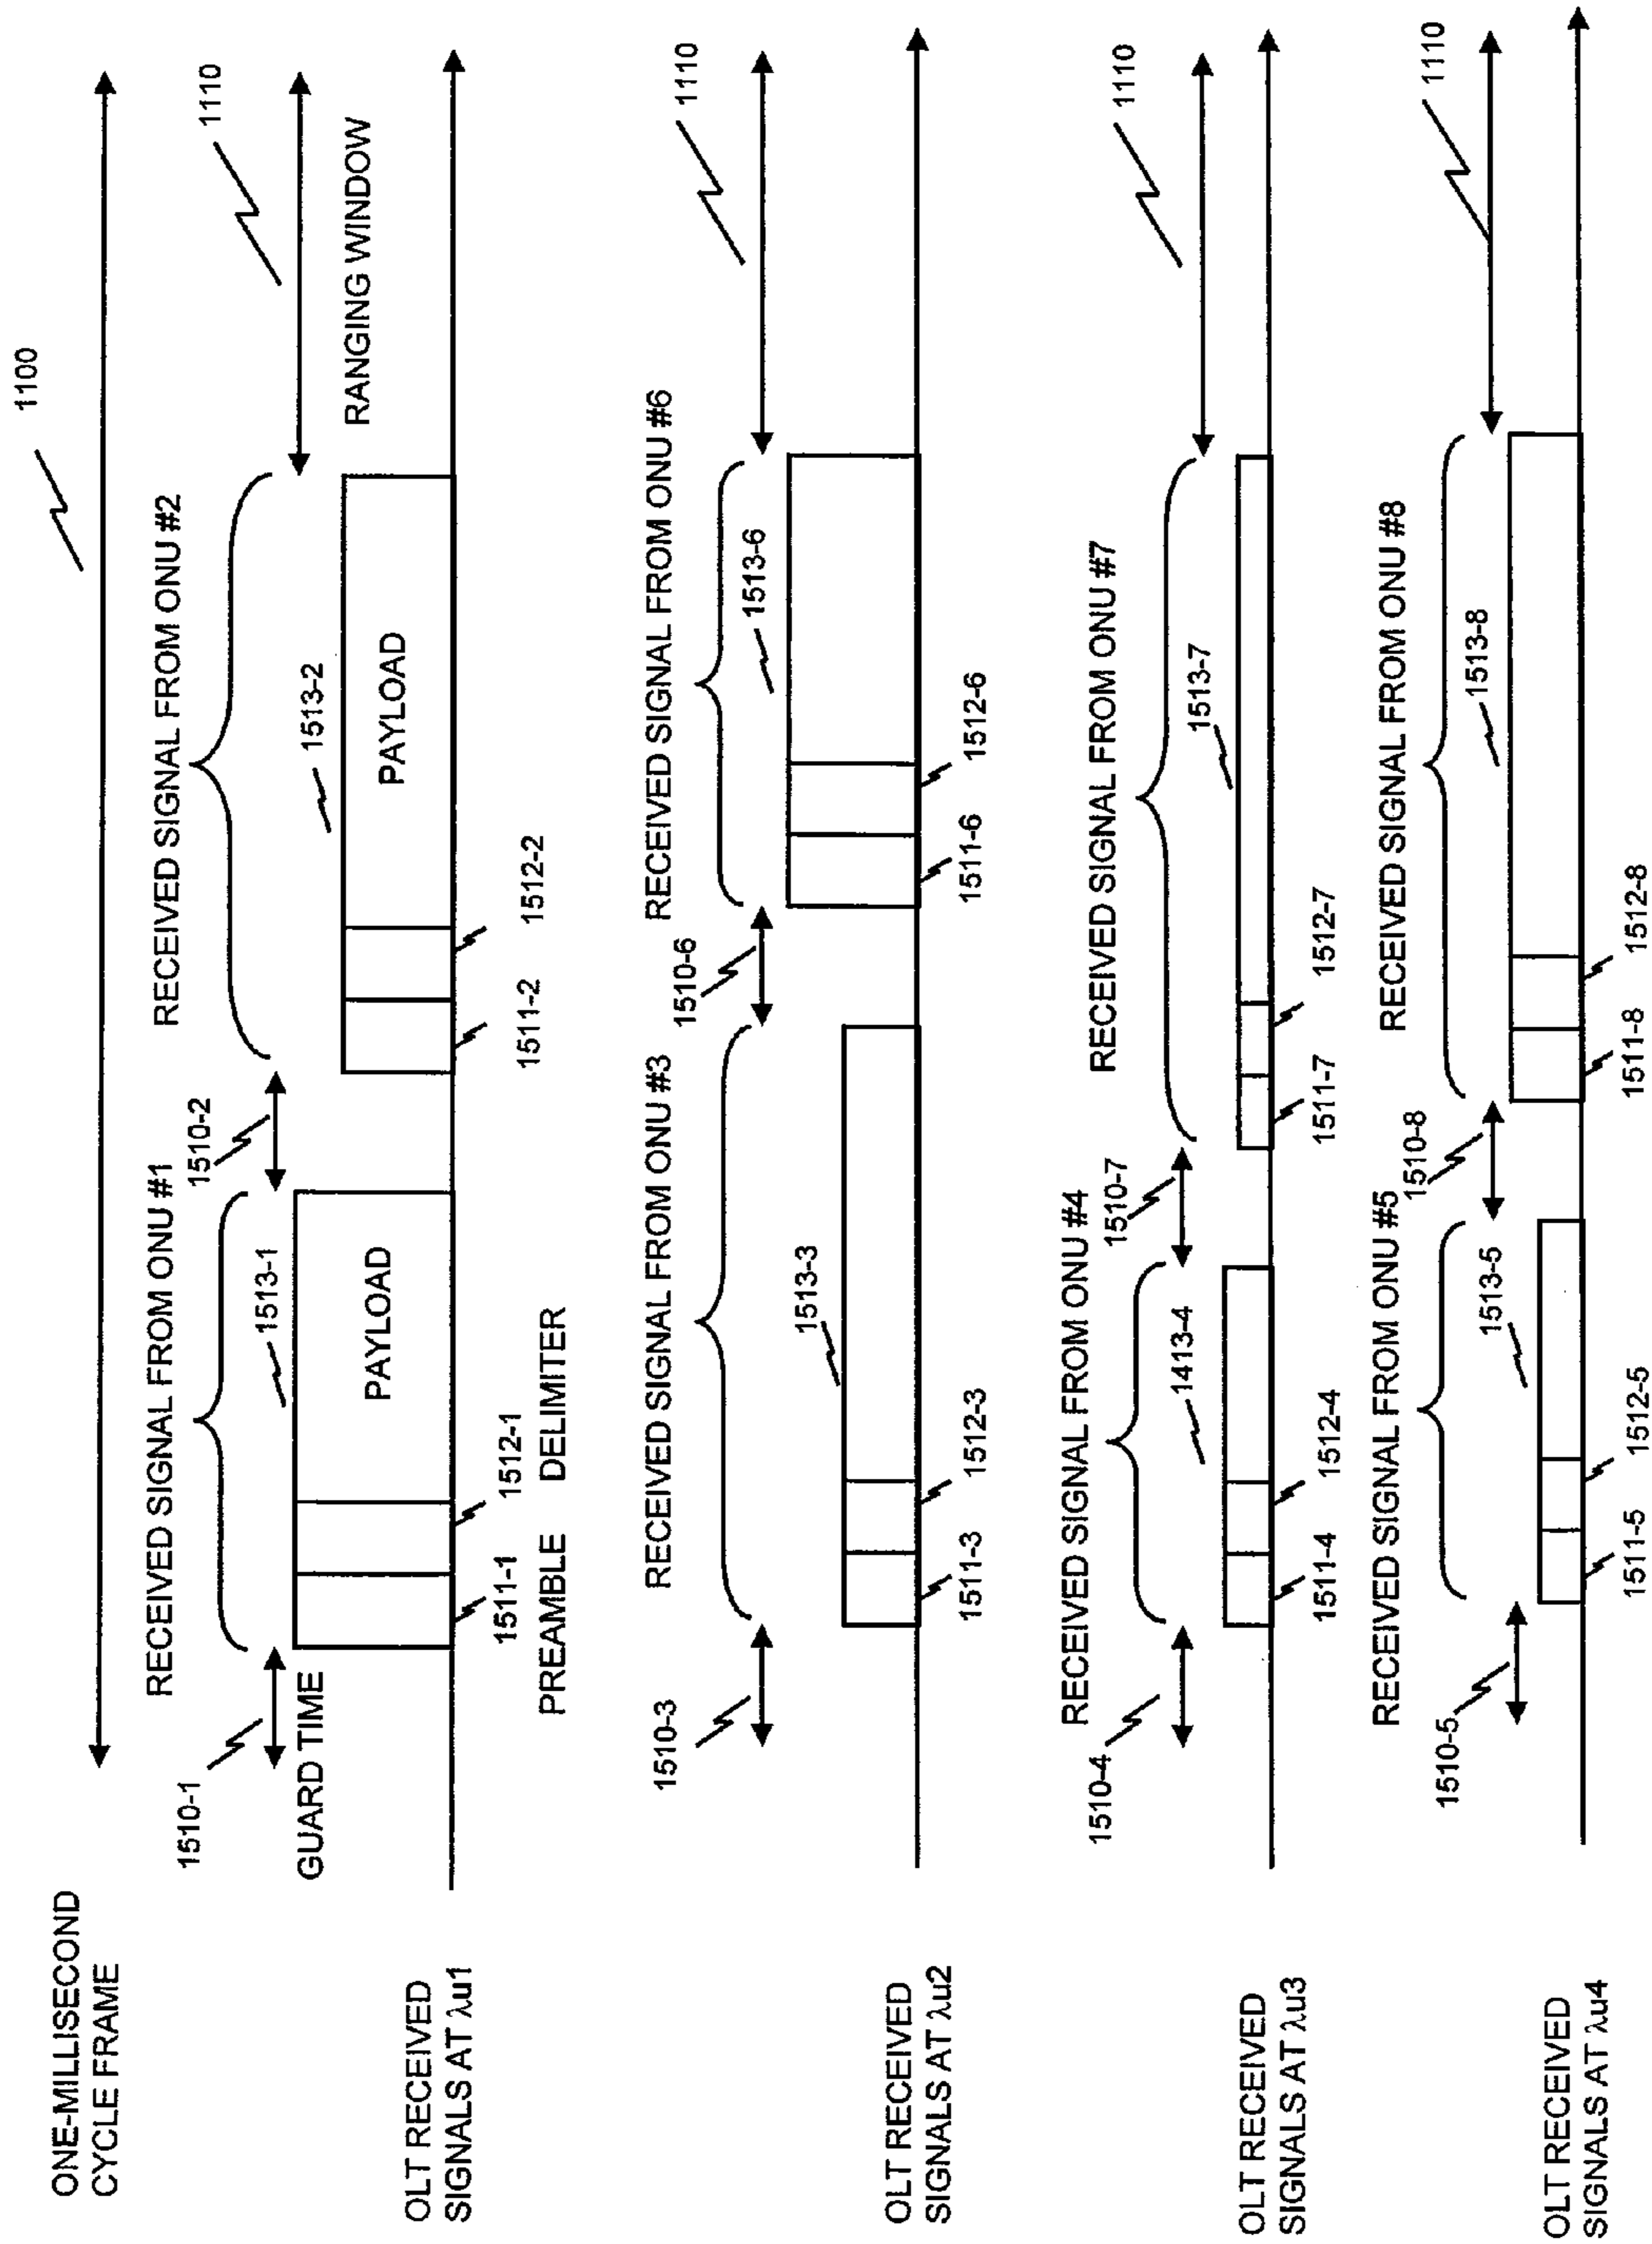 ONE-MILLISECOND
CYCLE FRAME
1100
RECEIVED SIGNAL FROM ONU #1
RECEIVED SIGNAL FROM ONU #2
1510-1
1513-1
1510-2
1513-2
1110
GUARD TIME
PAYLOAD
PAYLOAD
RANGING WINDOW
OLT RECEIVED
SIGNALS AT λu1
1511-1
1512-1
1511-2
1512-2
PREAMBLE
DELIMITER
RECEIVED SIGNAL FROM ONU #3
RECEIVED SIGNAL FROM ONU #6
1110
1510-3
1510-6
1513-6
1513-3
OLT RECEIVED
SIGNALS AT λu2
1511-3
1512-3
1511-6
1512-6
RECEIVED SIGNAL FROM ONU #4
RECEIVED SIGNAL FROM ONU #7
1510-4
1510-7
1110
1413-4
1513-7
OLT RECEIVED
SIGNALS AT λu3
1511-4
1512-4
1511-7
1512-7
RECEIVED SIGNAL FROM ONU #5
RECEIVED SIGNAL FROM ONU #8
1510-8
1110
1510-5
1513-5
1513-8
OLT RECEIVED
SIGNALS AT λu4
1511-5
1512-5
1511-8
1512-8